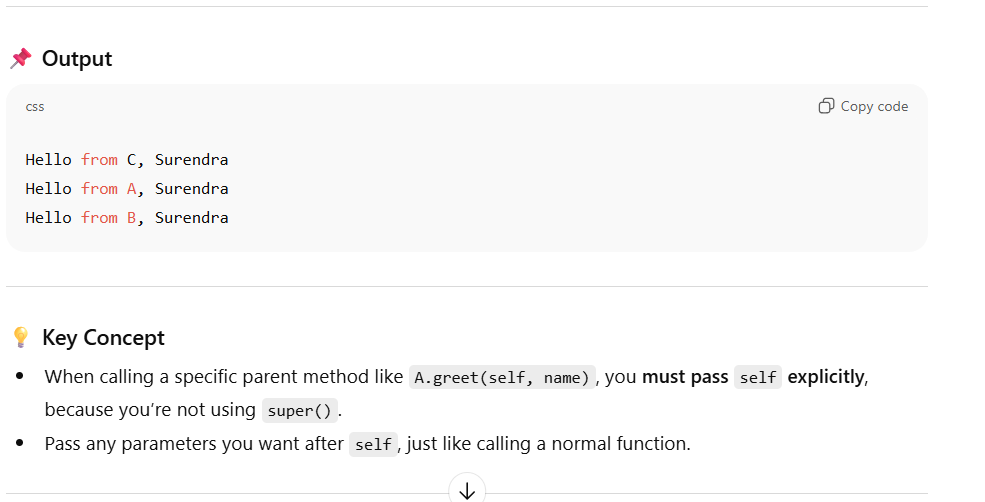 📌 Output
css
Copy code
Hello from C, Surendra
Hello from A, Surendra
Hello from B, Surendra
💡 Key Concept
• When calling a specific parent method like A.greet(self, name), you must pass self explicitly,
because you’re not using super().
• Pass any parameters you want after self, just like calling a normal function.